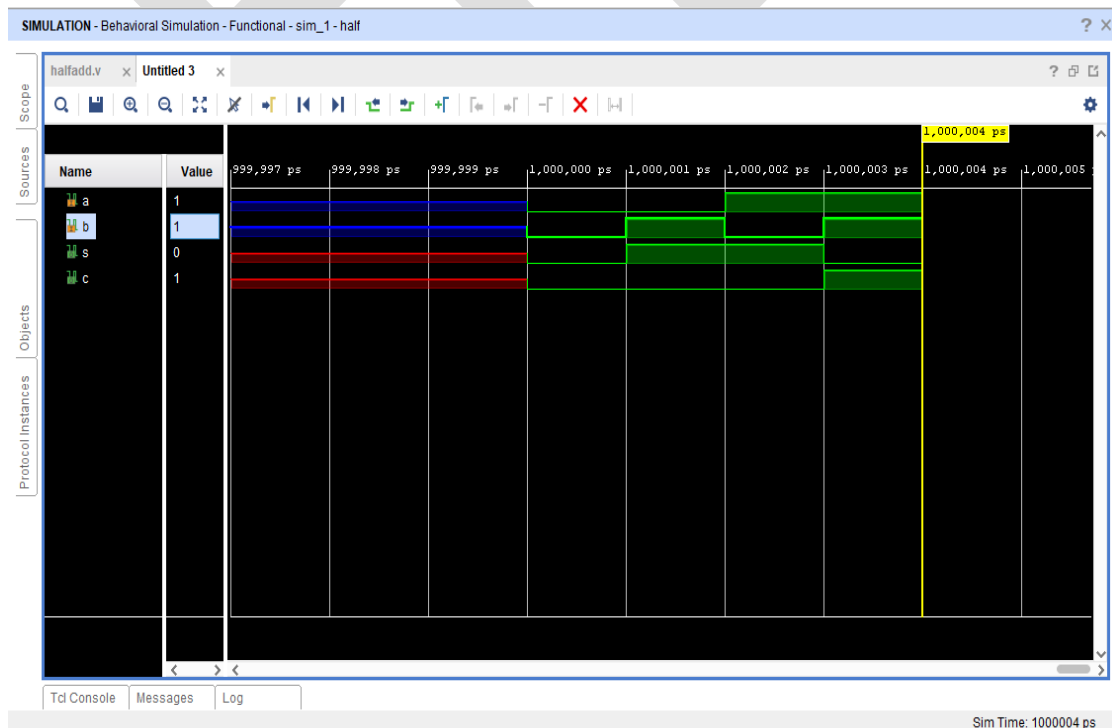 SIMULATION - Behavioral Simulation - Functional - sim_1 - half
? X
Scope
Sources
Objects
Protocol Instances
halfadd.v x Untitled 3 x
?
1,000,004 ps
Name Value 999,997 ps 999,998 ps 999,999 ps 1,000,000 ps 1,000,001 ps 1,000,002 ps 1,000,003 ps 1,000,004 ps 1,000,005
a 1
b 1
s 0
c 1
Tcl Console Messages Log
Sim Time: 1000004 ps